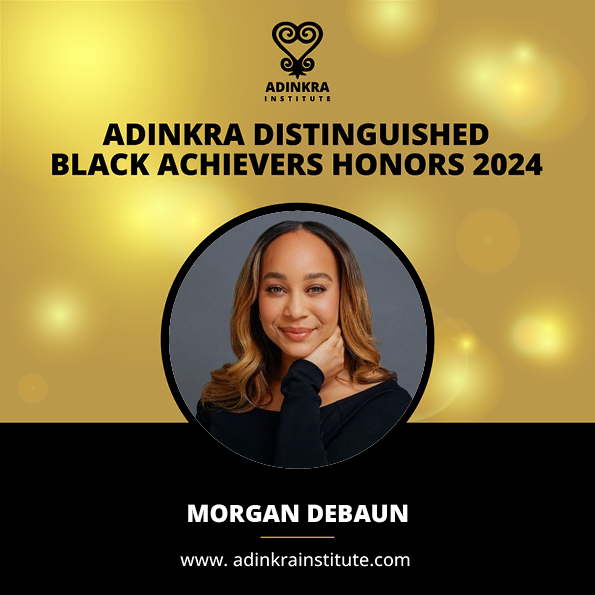 ADINKRA
INSTITUTE
ADINKRA DISTINGUISHED
BLACK ACHIEVERS HONORS 2024
MORGAN DEBAUN
www. adinkrainstitute.com